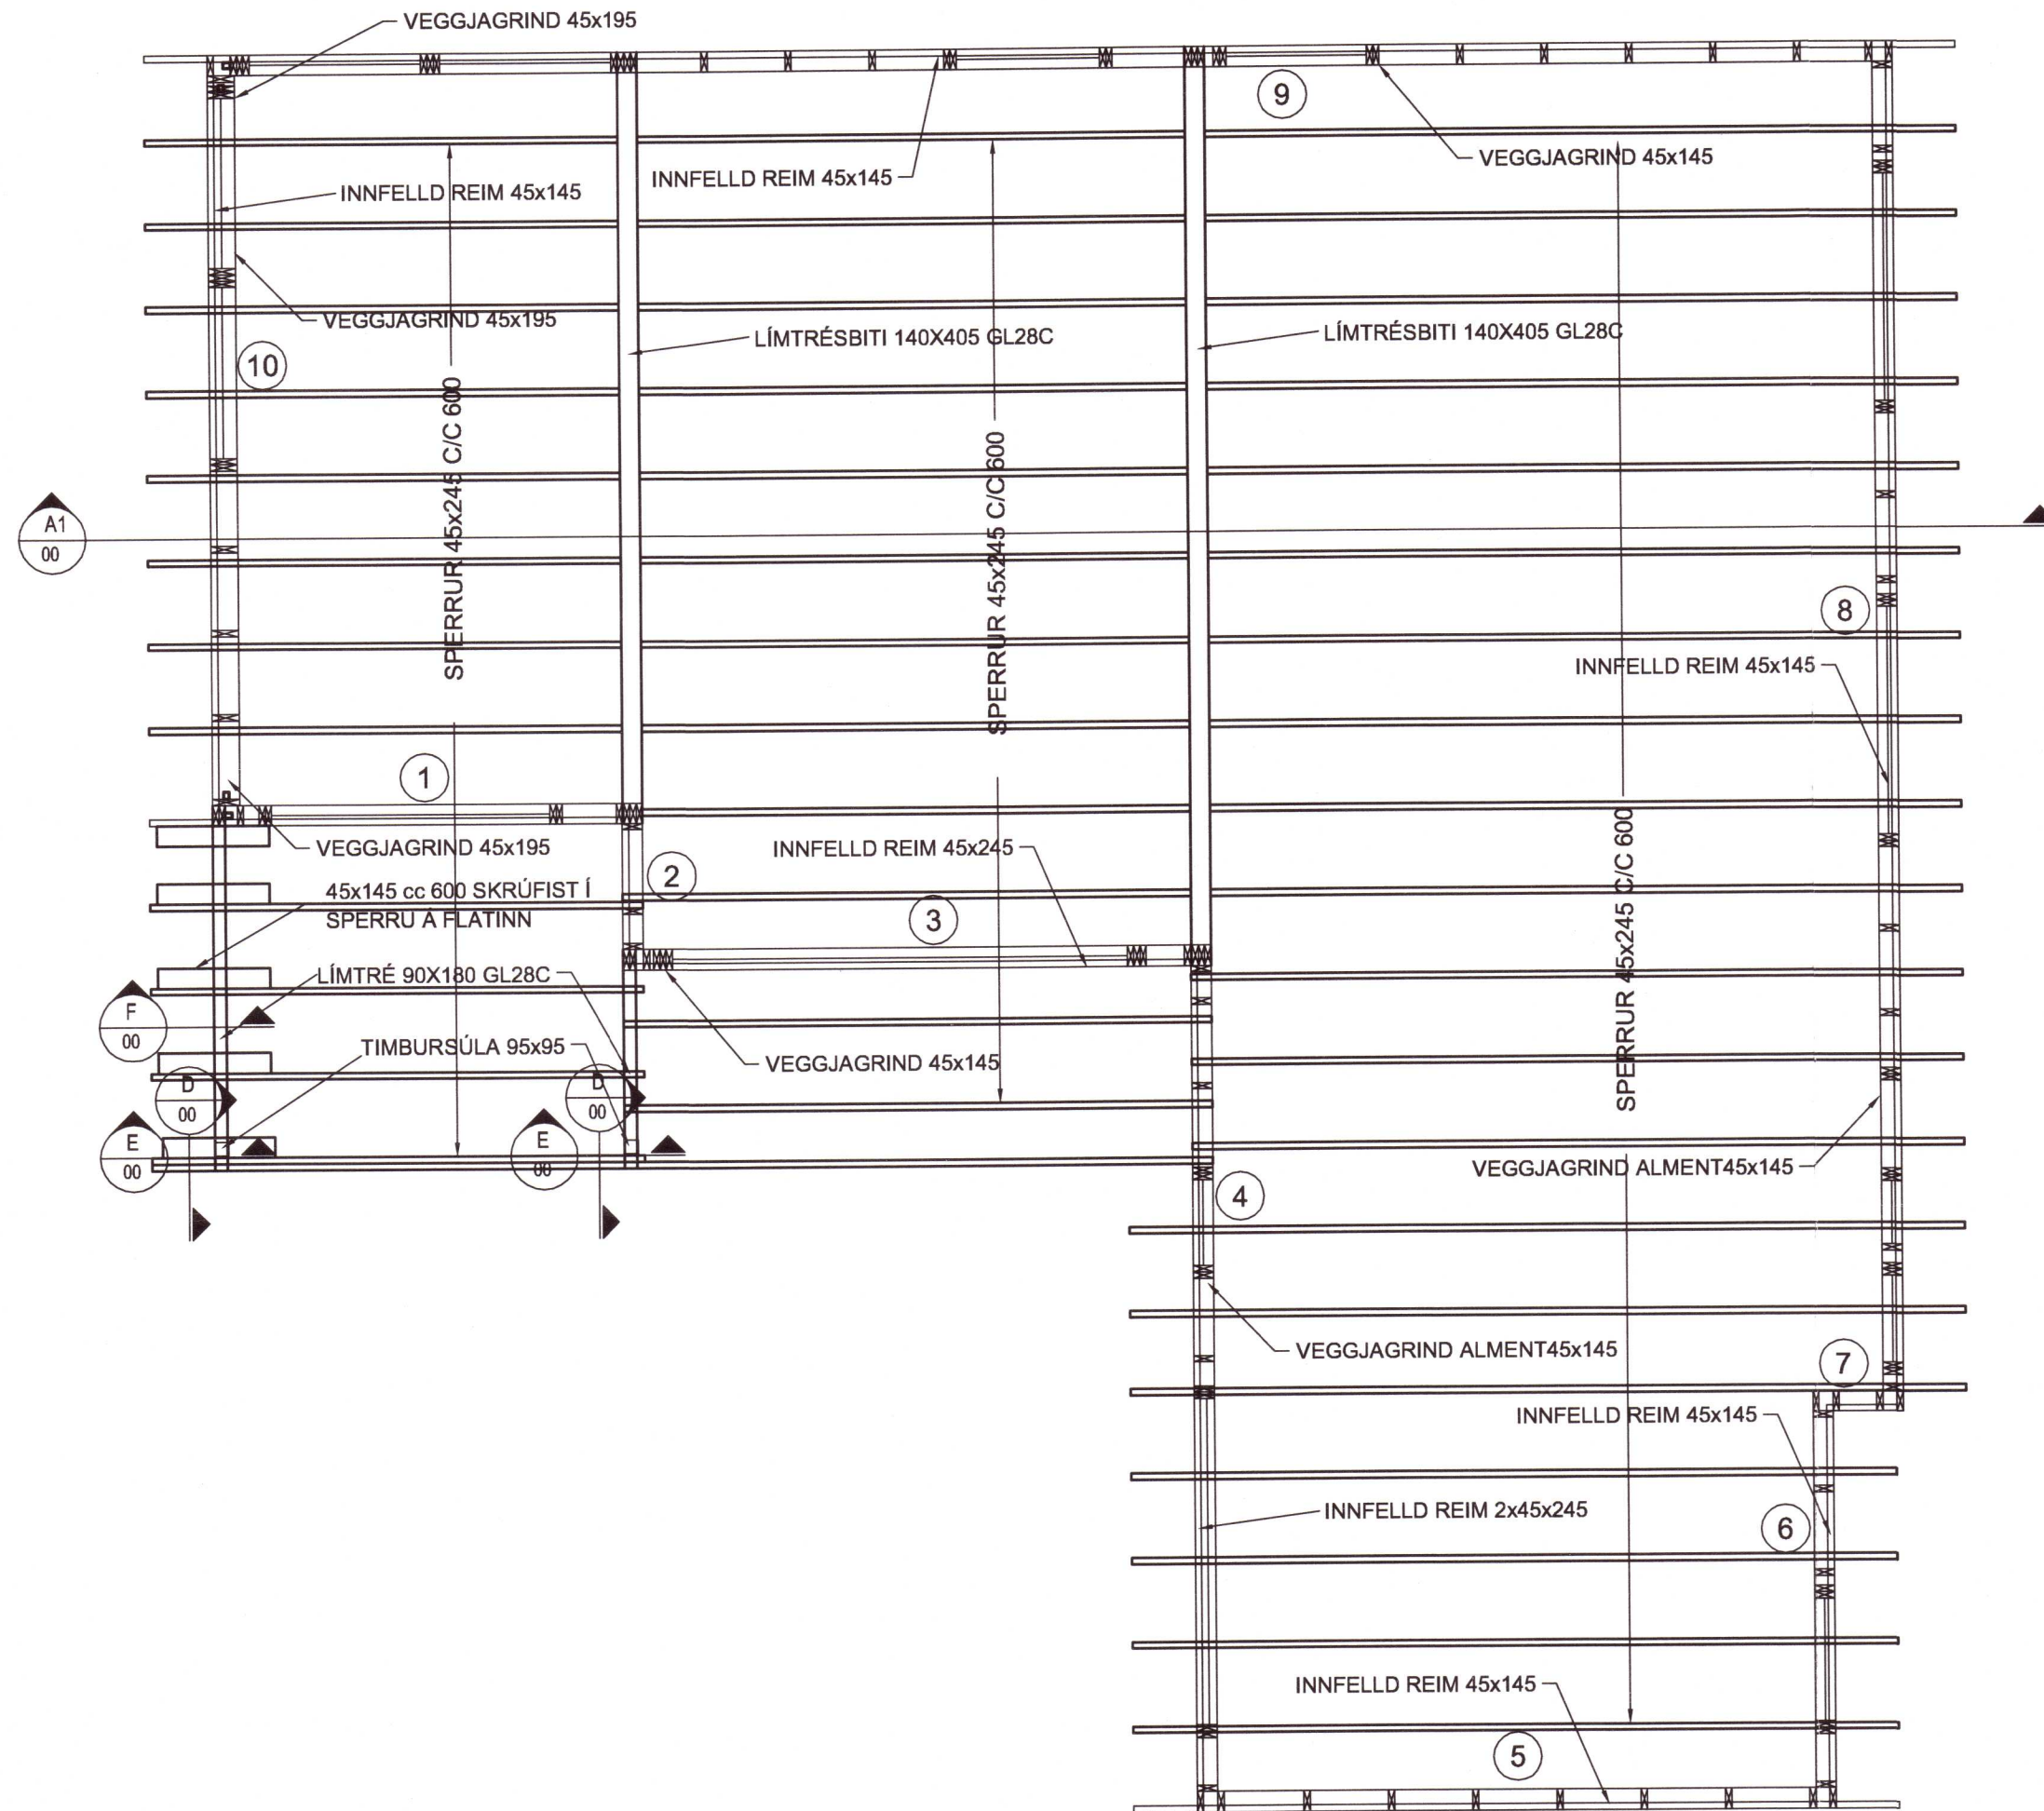 VEGGJAGRIND 45x195
9
VEGGJAGRIND 45x145
INNFELLD REIM 45x145
INNFELLD REIM 45x145
VEGGJAGRIND 45x195
LÍMTRÉSBITI 140X405 GL28C
LÍMTRÉSBITI 140X405 GL28C
10
SPERRUR 45x245 C/C 600
SPERRUR 45x245 C/C 600
A1
00
8
INNFELLD REIM 45x145
1
VEGGJAGRIND 45x195
INNFELLD REIM 45x245
2
45x145 cc 600 SKRÚFIST Í
SPERRU Á FLATINN
3
SPERRUR 45x245 C/C 600
LÍMTRÉ 90X180 GL28C
F
00
TIMBURSÚLA 95x95
VEGGJAGRIND 45x145
D
00
D
00
E
00
E
00
VEGGJAGRIND ALMENT45x145
4
VEGGJAGRIND ALMENT45x145
7
INNFELLD REIM 45x145
INNFELLD REIM 2x45x245
6
INNFELLD REIM 45x145
5